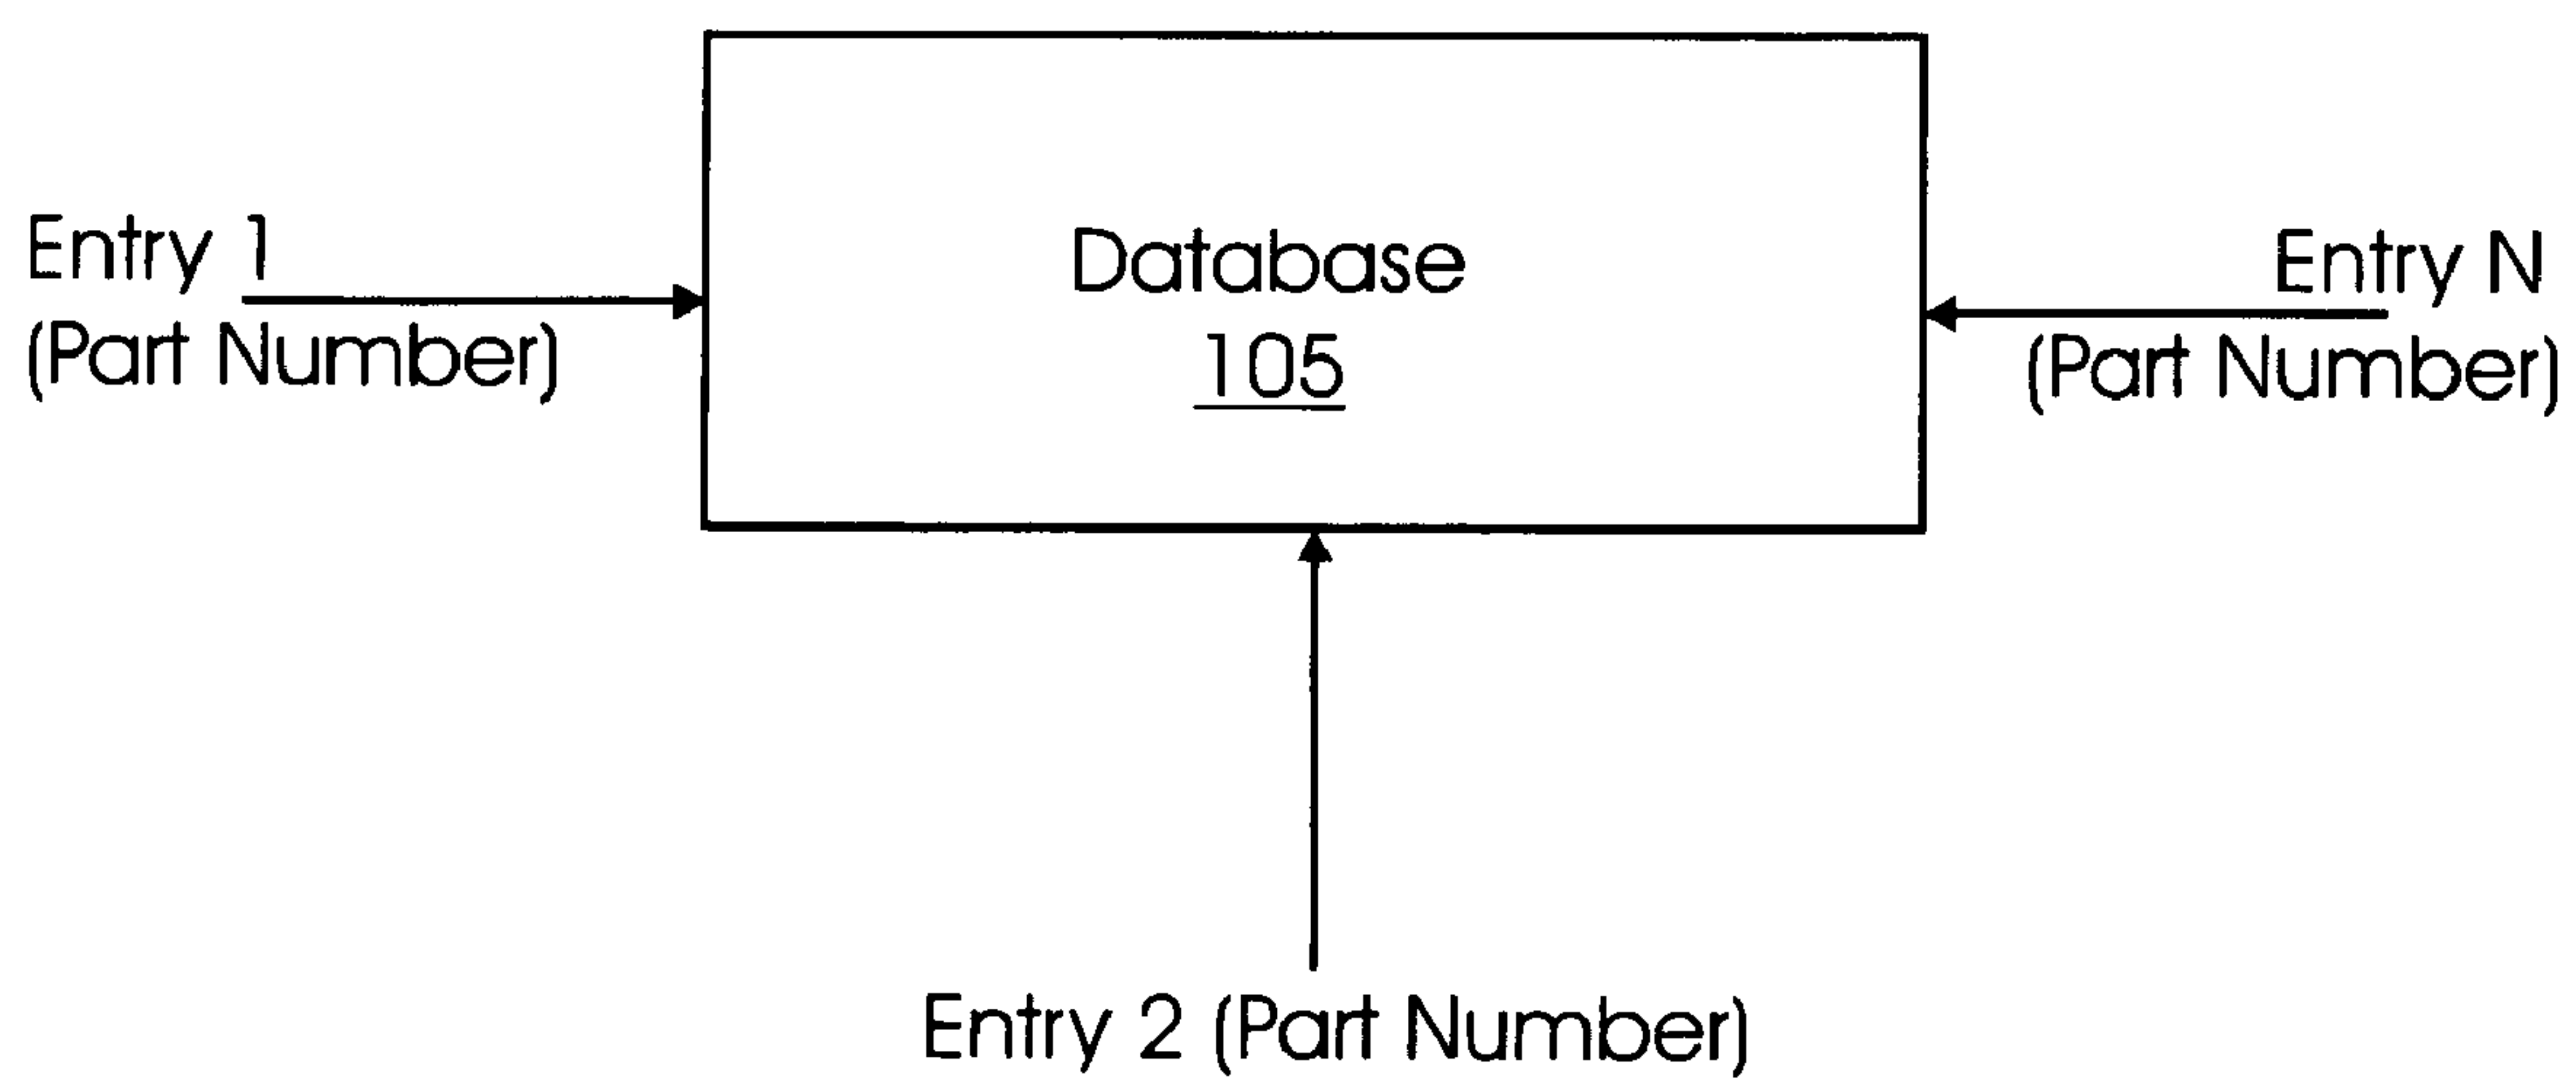 Entry 1
(Part Number)
Database
105
Entry N
(Part Number)
Entry 2 (Part Number)